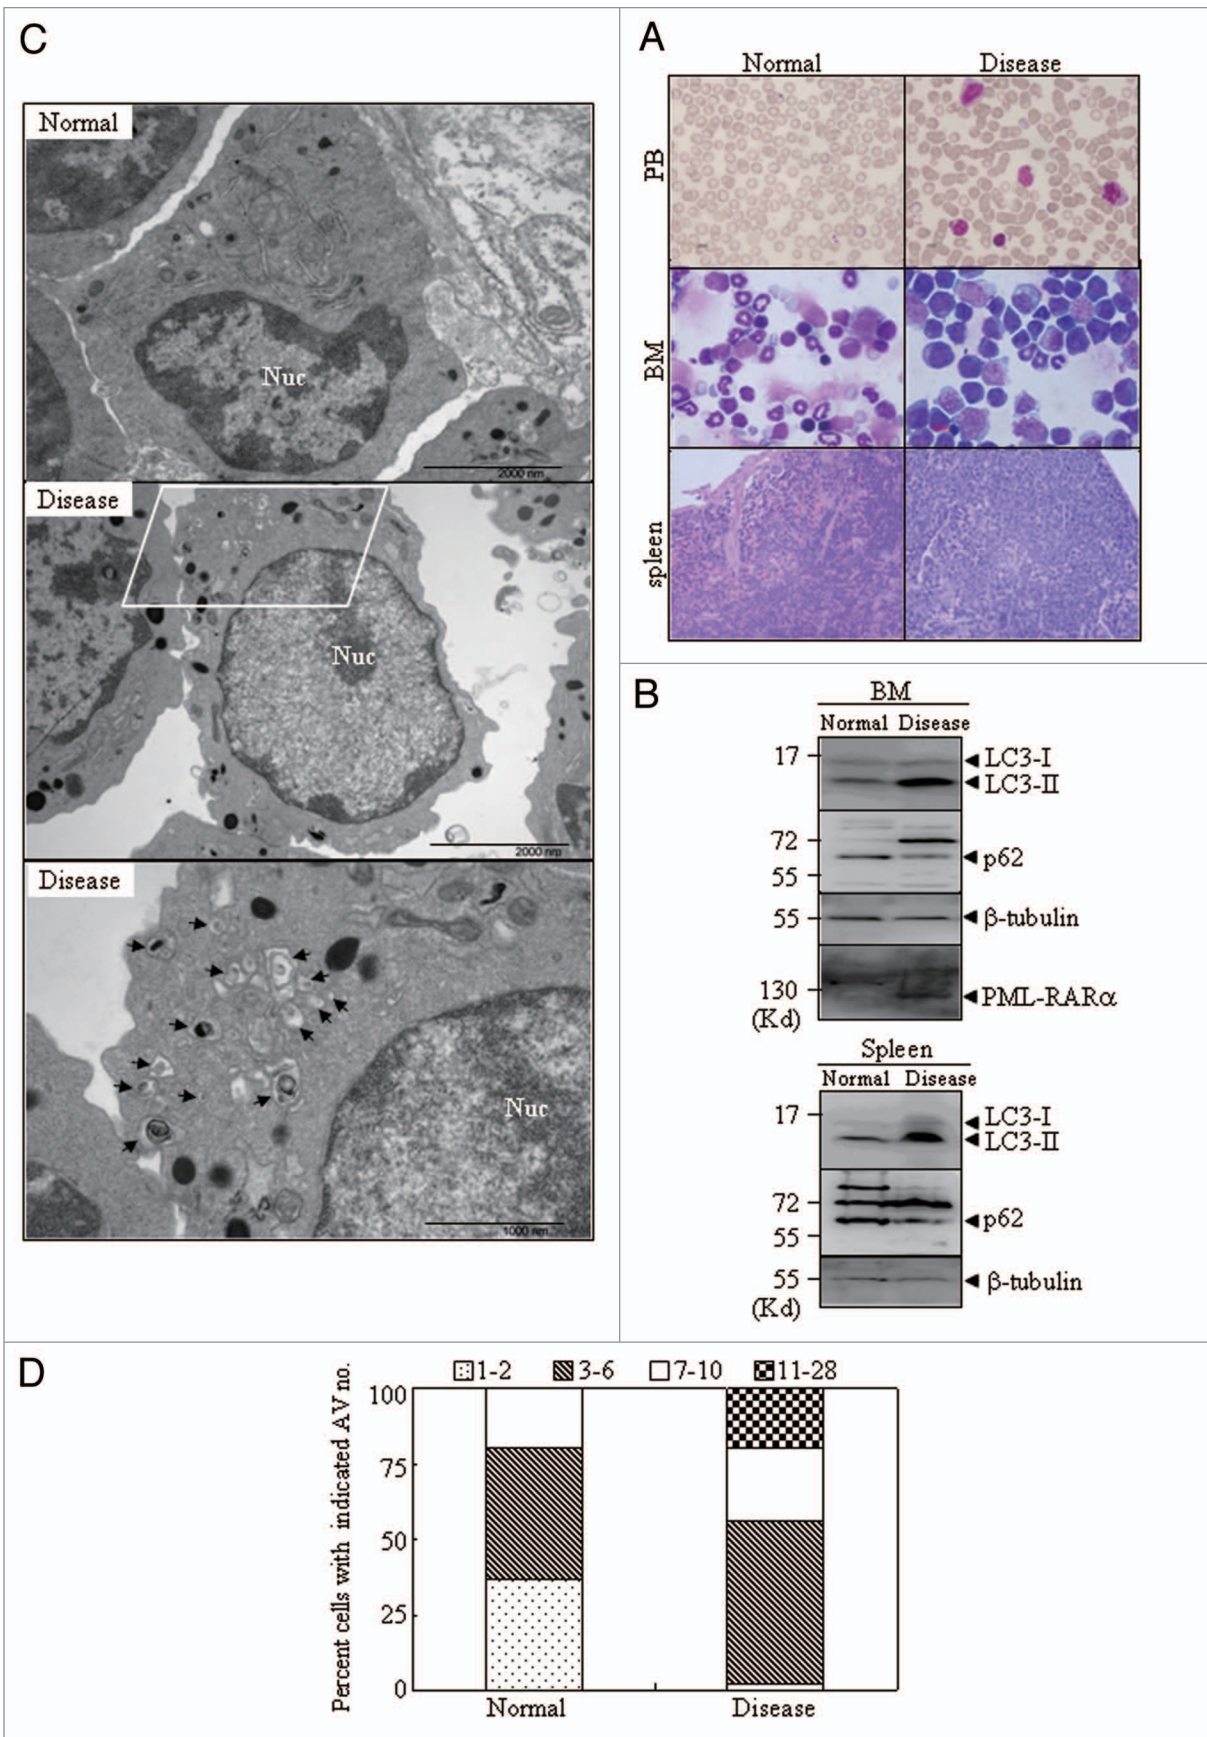 C
Normal
Nuc
2000 nm
Disease
Nuc
2000 nm
Disease
Nuc
1000 nm
A
Normal Disease
PB
BM
spleen
B
BM
Normal Disease
17
LC3-I
LC3-II
72
p62
55
55
β-tubulin
130
PML-RARα
(Kd)
Spleen
Normal Disease
17
LC3-I
LC3-II
72
p62
55
55
β-tubulin
(Kd)
D
1-2 3-6 7-10 11-28
Percent cells with indicated AV no.
100
75
50
25
0
Normal Disease